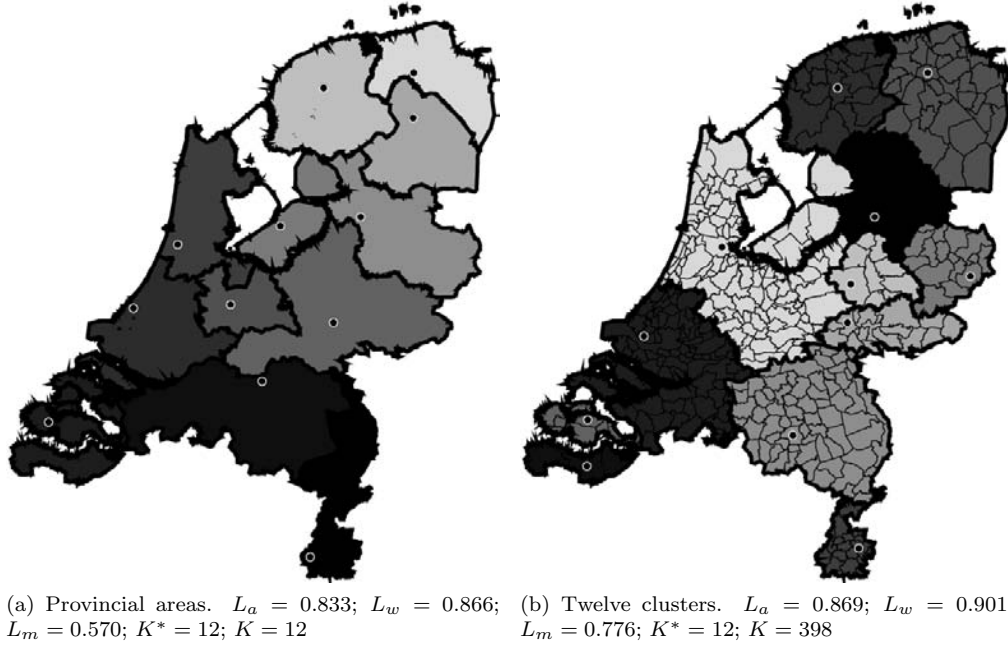 (a) Provincial areas. L_a = 0.833; L_w = 0.866;
L_m = 0.570; K* = 12; K = 12
(b) Twelve clusters. L_a = 0.869; L_w = 0.901
L_m = 0.776; K* = 12; K = 398